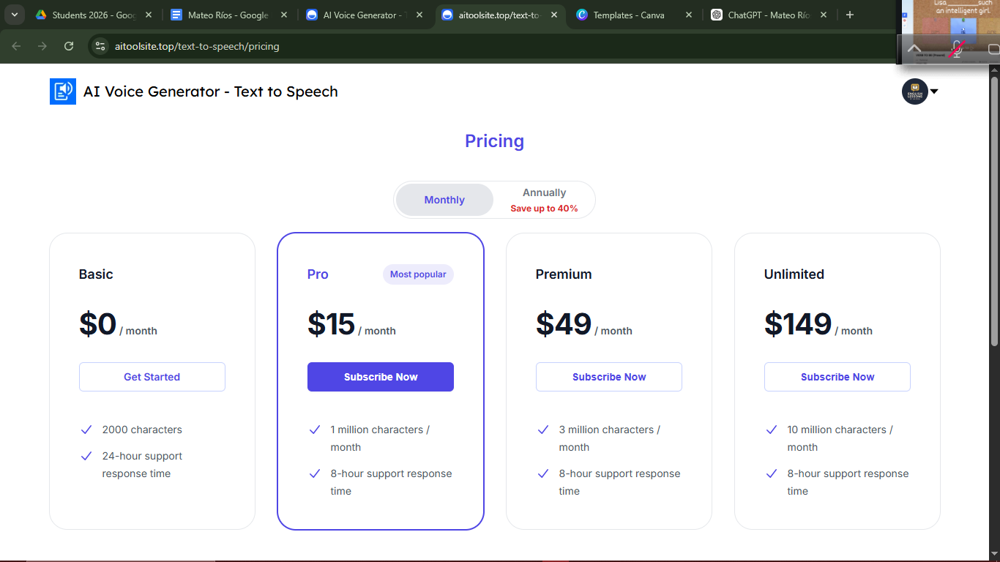 Students 2026 - Goog
Mateo Ríos - Google
AI Voice Generator - T
aitoolsite.top/text-to-
Templates - Canva
ChatGPT - Mateo Río
Lisa ________such
an intelligent girl.
aitoolsite.top/text-to-speech/pricing
AI Voice Generator - Text to Speech
ENGLISH
LESSONS
Pricing
Monthly
Annually
Save up to 40%
Basic
$0 / month
Get Started
2000 characters
24-hour support
response time
Pro
Most popular
$15 / month
Subscribe Now
1 million characters /
month
8-hour support response
time
Premium
$49 / month
Subscribe Now
3 million characters /
month
8-hour support response
time
Unlimited
$149 / month
Subscribe Now
10 million characters /
month
8-hour support response
time